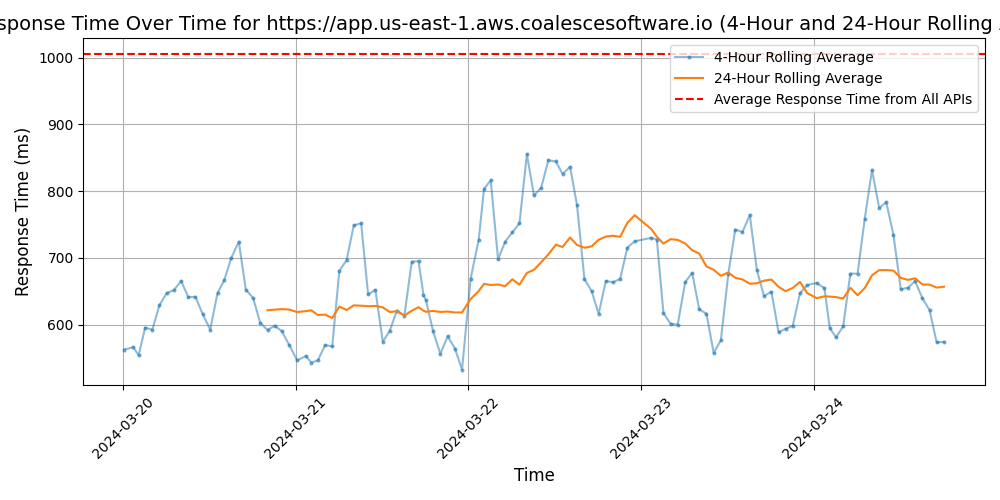 sponse Time Over Time for https://app.us-east-1.aws.coalescesoftware.io (4-Hour and 24-Hour Rolling
4-Hour Rolling Average
24-Hour Rolling Average
Average Response Time from All APIs
Response Time (ms)
1000
900
800
700
600
2024-03-20
2024-03-21
2024-03-22
2024-03-23
2024-03-24
Time